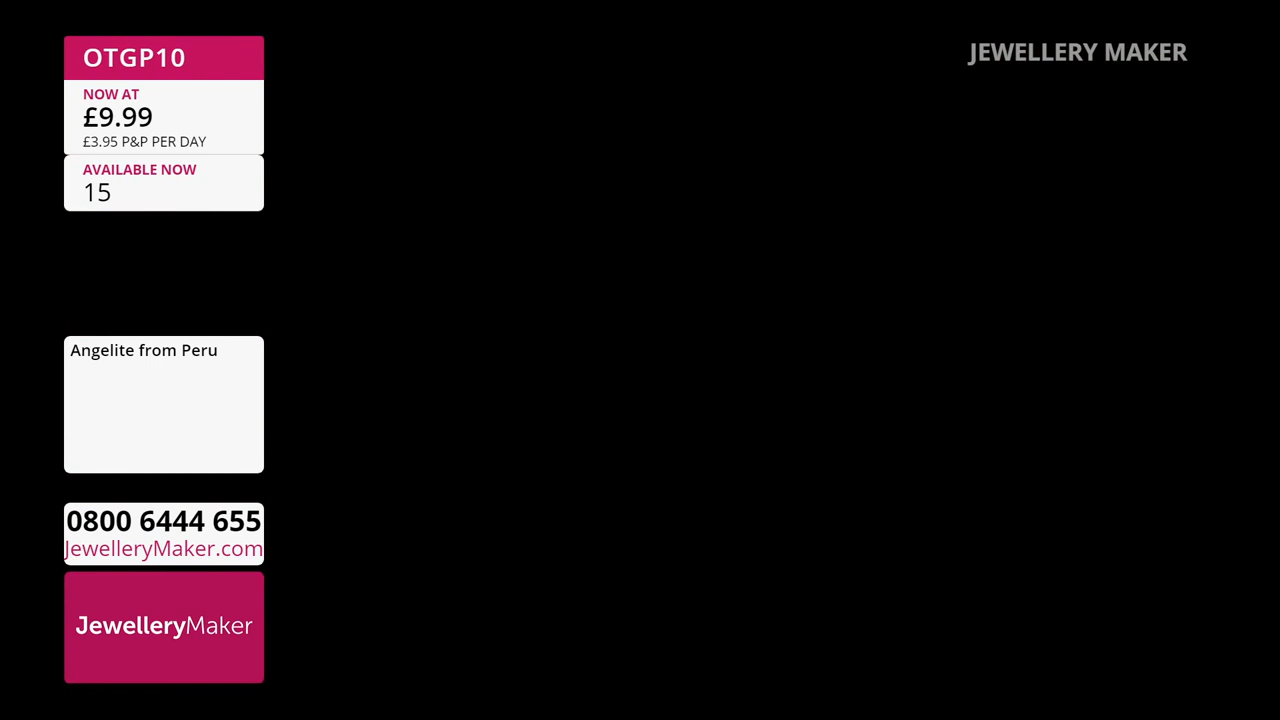 OTGP10
NOW AT
£9.99
£3.95 P&P PER DAY
AVAILABLE NOW
15
JEWELLERY MAKER
Angelite from Peru
0800 6444 655
JewelleryMaker.com
JewelleryMaker